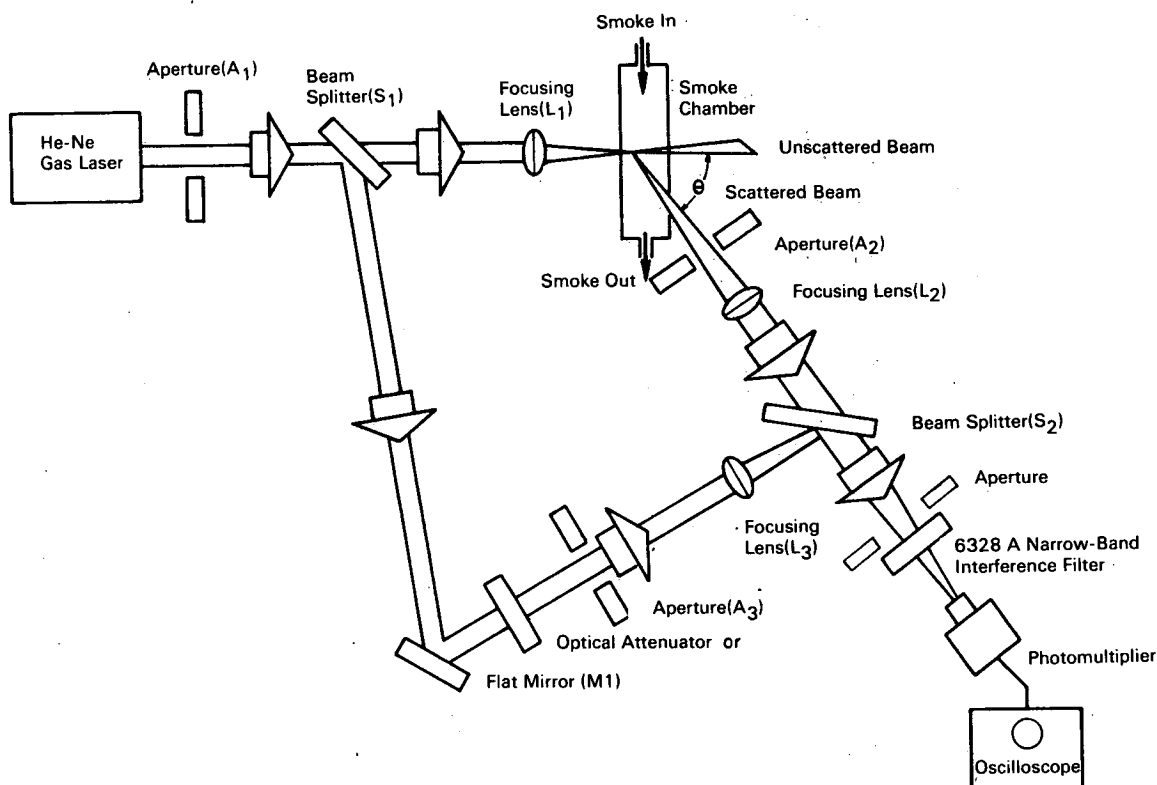 Smoke In
Aperture(A1)
Beam
Splitter(S1)
Focusing
Lens(L1)
Smoke
Chamber
He-Ne
Gas Laser
Unscattered Beam
θ
Scattered Beam
Aperture(A2)
Smoke Out
Focusing Lens(L2)
Beam Splitter(S2)
Aperture
Focusing
Lens(L3)
6328 A Narrow-Band
Interference Filter
Aperture(A3)
Optical Attenuator or
Flat Mirror (M1)
Photomultiplier
Oscilloscope